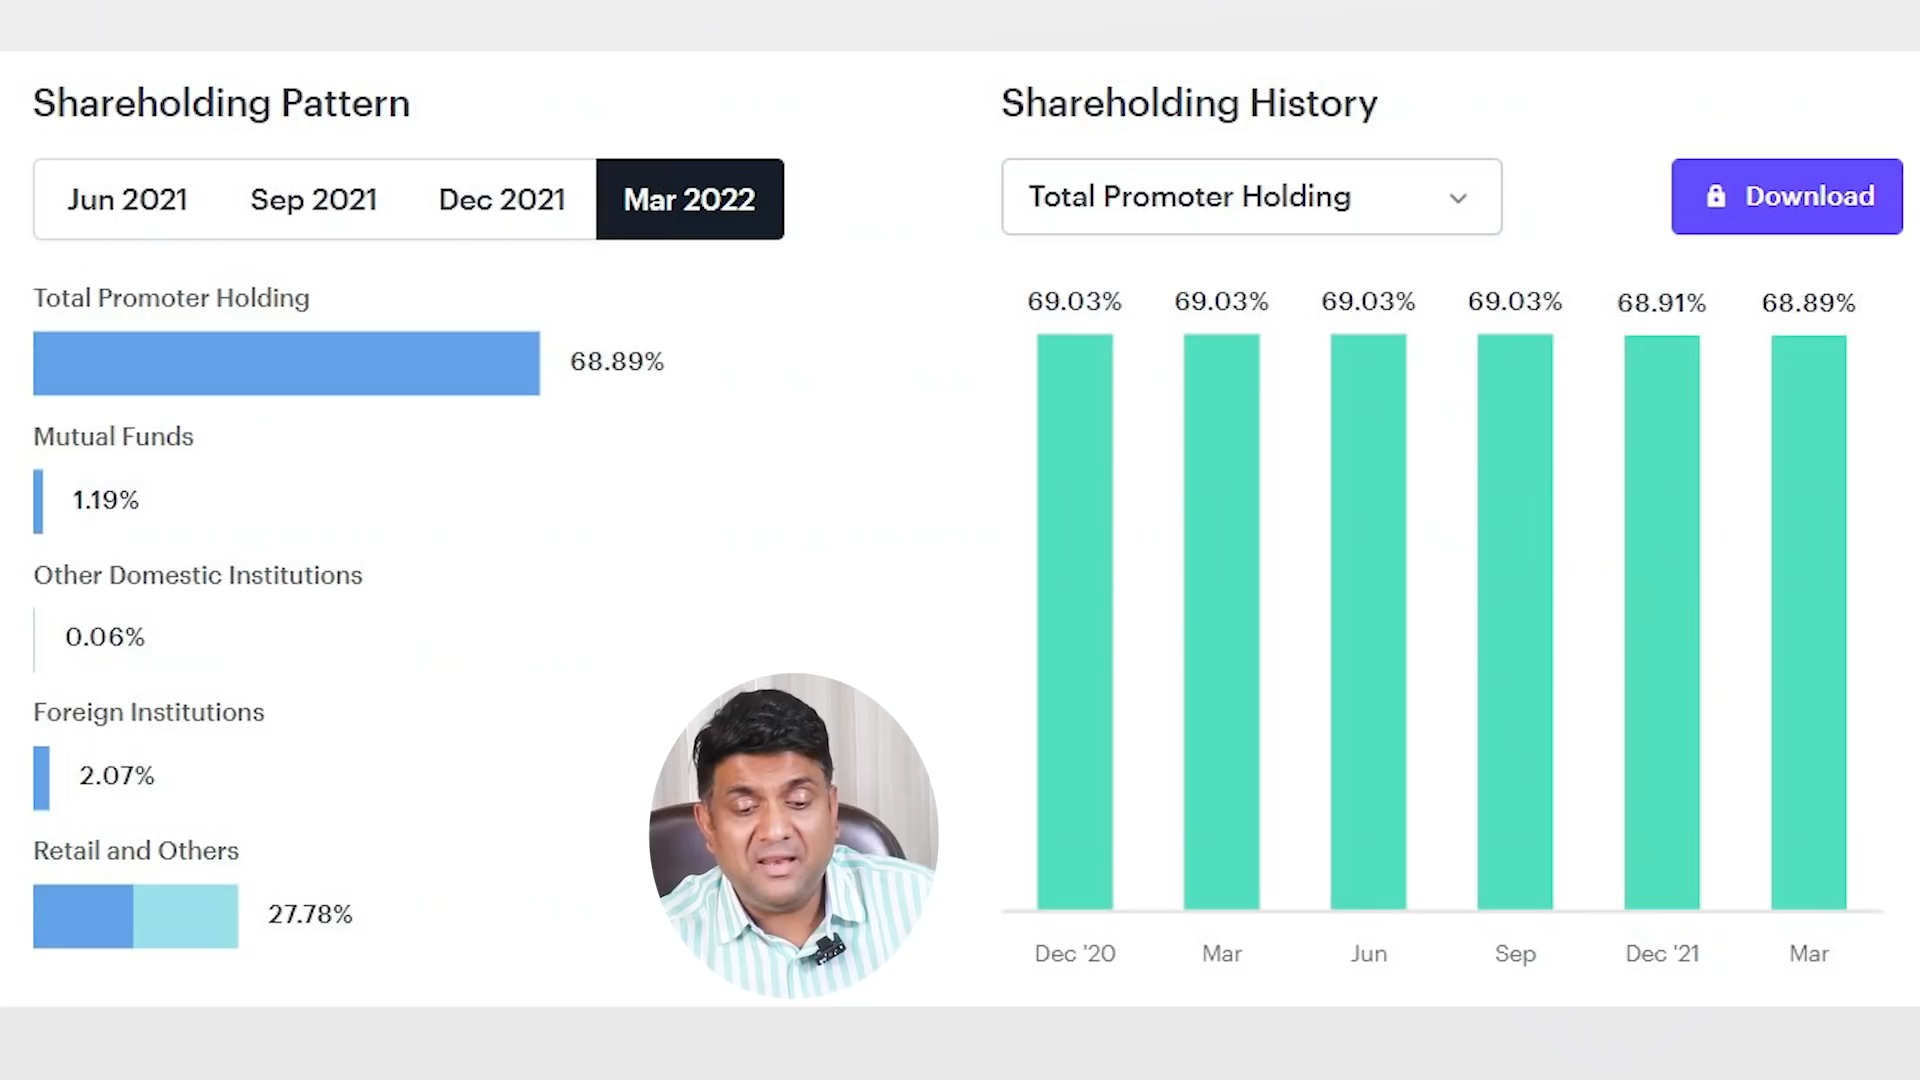 Shareholding Pattern
Jun 2021 Sep 2021 Dec 2021 Mar 2022
Total Promoter Holding
68.89%
Mutual Funds
1.19%
Other Domestic Institutions
0.06%
Foreign Institutions
2.07%
Retail and Others
27.78%
Shareholding History
Total Promoter Holding
Download
69.03% 69.03% 69.03% 69.03% 68.91% 68.89%
Dec '20 Mar Jun Sep Dec '21 Mar